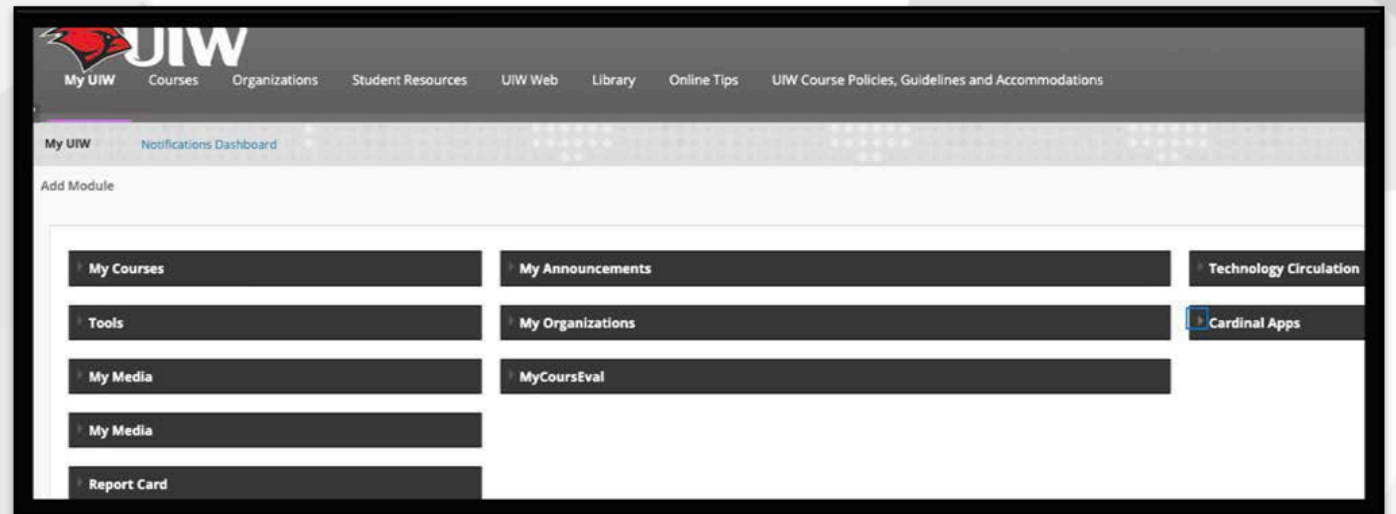 UIW
My UIW Courses Organizations Student Resources UIW Web Library Online Tips UIW Course Policies, Guidelines and Accommodations
My UIW Notifications Dashboard
Add Module
My Courses My Announcements Technology Circulation
Tools My Organizations Cardinal Apps
My Media MyCoursEval
My Media
Report Card